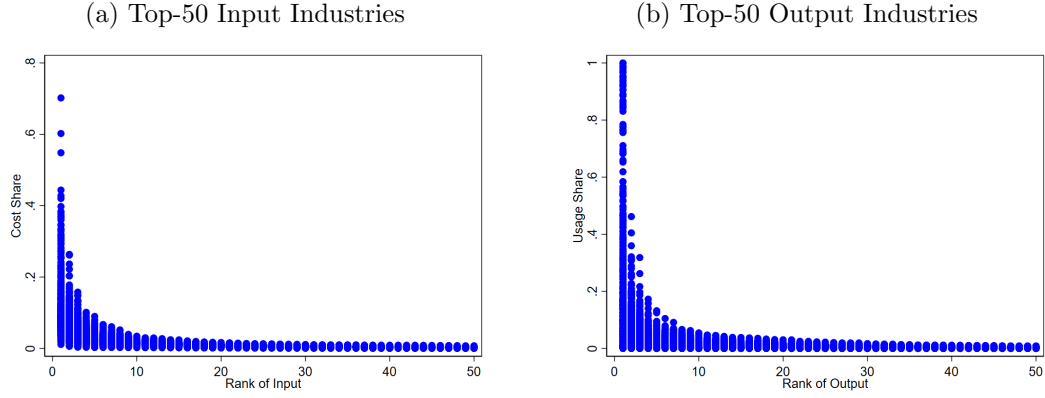 (a) Top-50 Input Industries
.8
.6
.4
.2
0
Cost Share
0 10 20 30 40 50
Rank of Input
(b) Top-50 Output Industries
1
.8
.6
.4
.2
0
Usage Share
0 10 20 30 40 50
Rank of Output